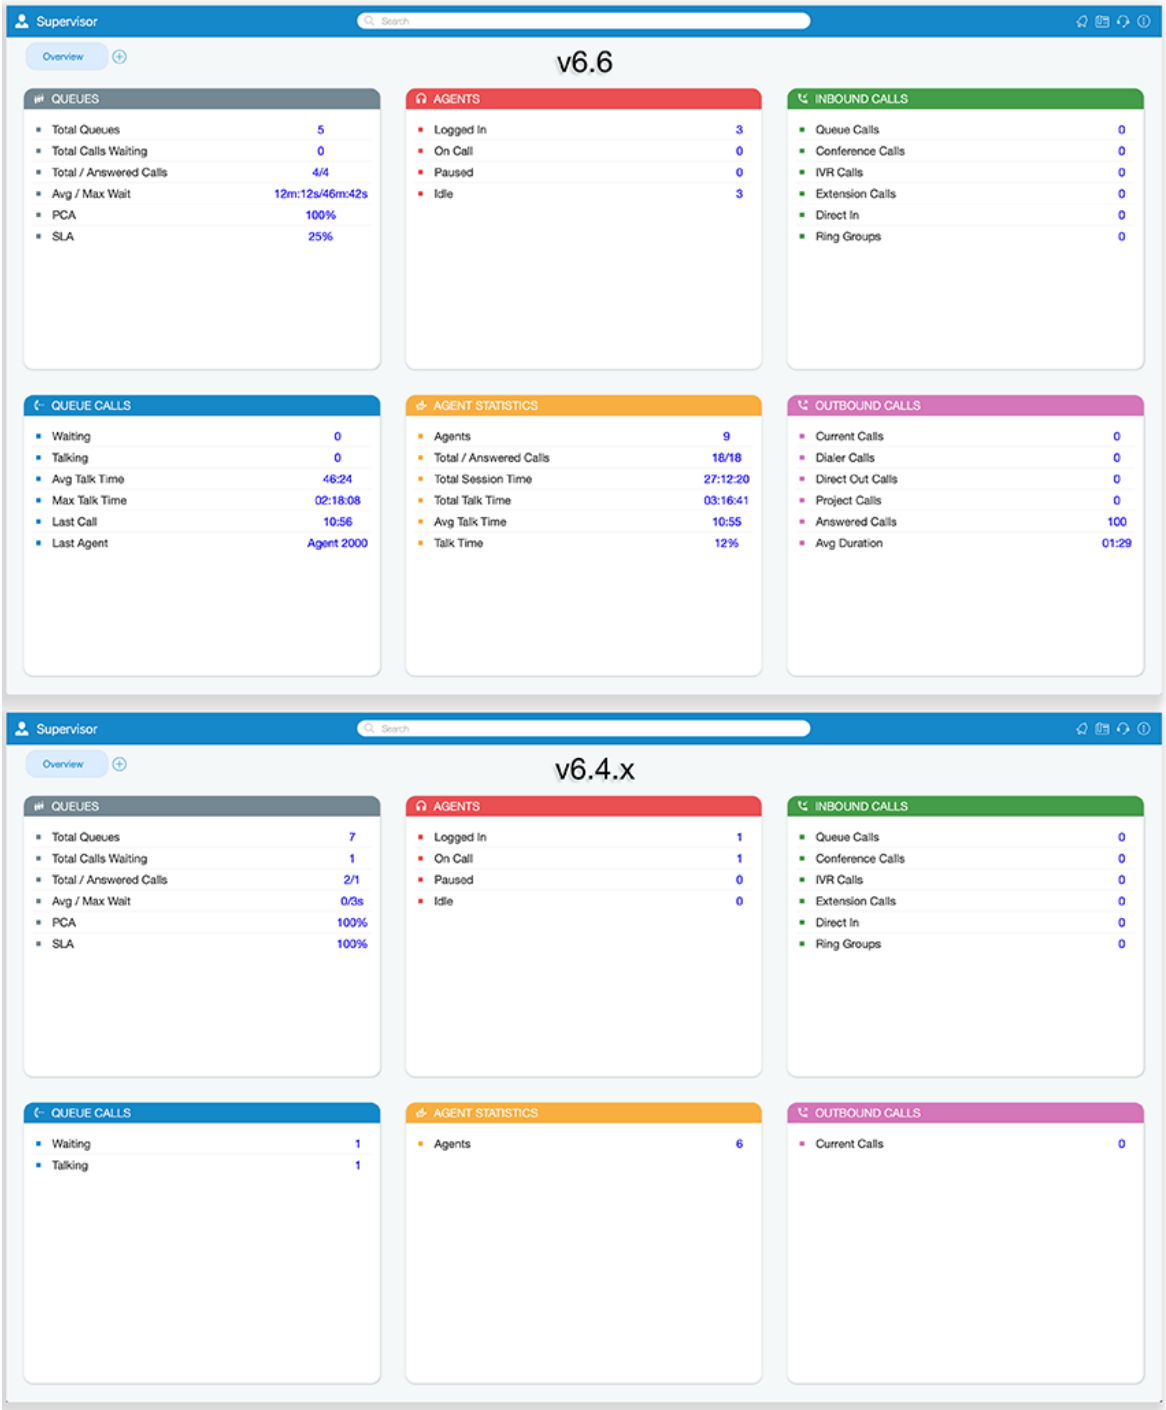 Supervisor
Search
Overview
v6.6
QUEUES
Total Queues 5
Total Calls Waiting 0
Total / Answered Calls 4/4
Avg / Max Wait 12m:12s/46m:42s
PCA 100%
SLA 25%
AGENTS
Logged In 3
On Call 0
Paused 0
Idle 3
INBOUND CALLS
Queue Calls 0
Conference Calls 0
IVR Calls 0
Extension Calls 0
Direct In 0
Ring Groups 0
QUEUE CALLS
Waiting 0
Talking 0
Avg Talk Time 46:24
Max Talk Time 02:18:08
Last Call 10:56
Last Agent Agent 2000
AGENT STATISTICS
Agents 9
Total / Answered Calls 18/18
Total Session Time 27:12:20
Total Talk Time 03:16:41
Avg Talk Time 10:55
Talk Time 12%
OUTBOUND CALLS
Current Calls 0
Dialer Calls 0
Direct Out Calls 0
Project Calls 0
Answered Calls 100
Avg Duration 01:29
Supervisor
Search
Overview
v6.4.x
QUEUES
Total Queues 7
Total Calls Waiting 1
Total / Answered Calls 2/1
Avg / Max Wait 0/3s
PCA 100%
SLA 100%
AGENTS
Logged In 1
On Call 1
Paused 0
Idle 0
INBOUND CALLS
Queue Calls 0
Conference Calls 0
IVR Calls 0
Extension Calls 0
Direct In 0
Ring Groups 0
QUEUE CALLS
Waiting 1
Talking 1
AGENT STATISTICS
Agents 6
OUTBOUND CALLS
Current Calls 0